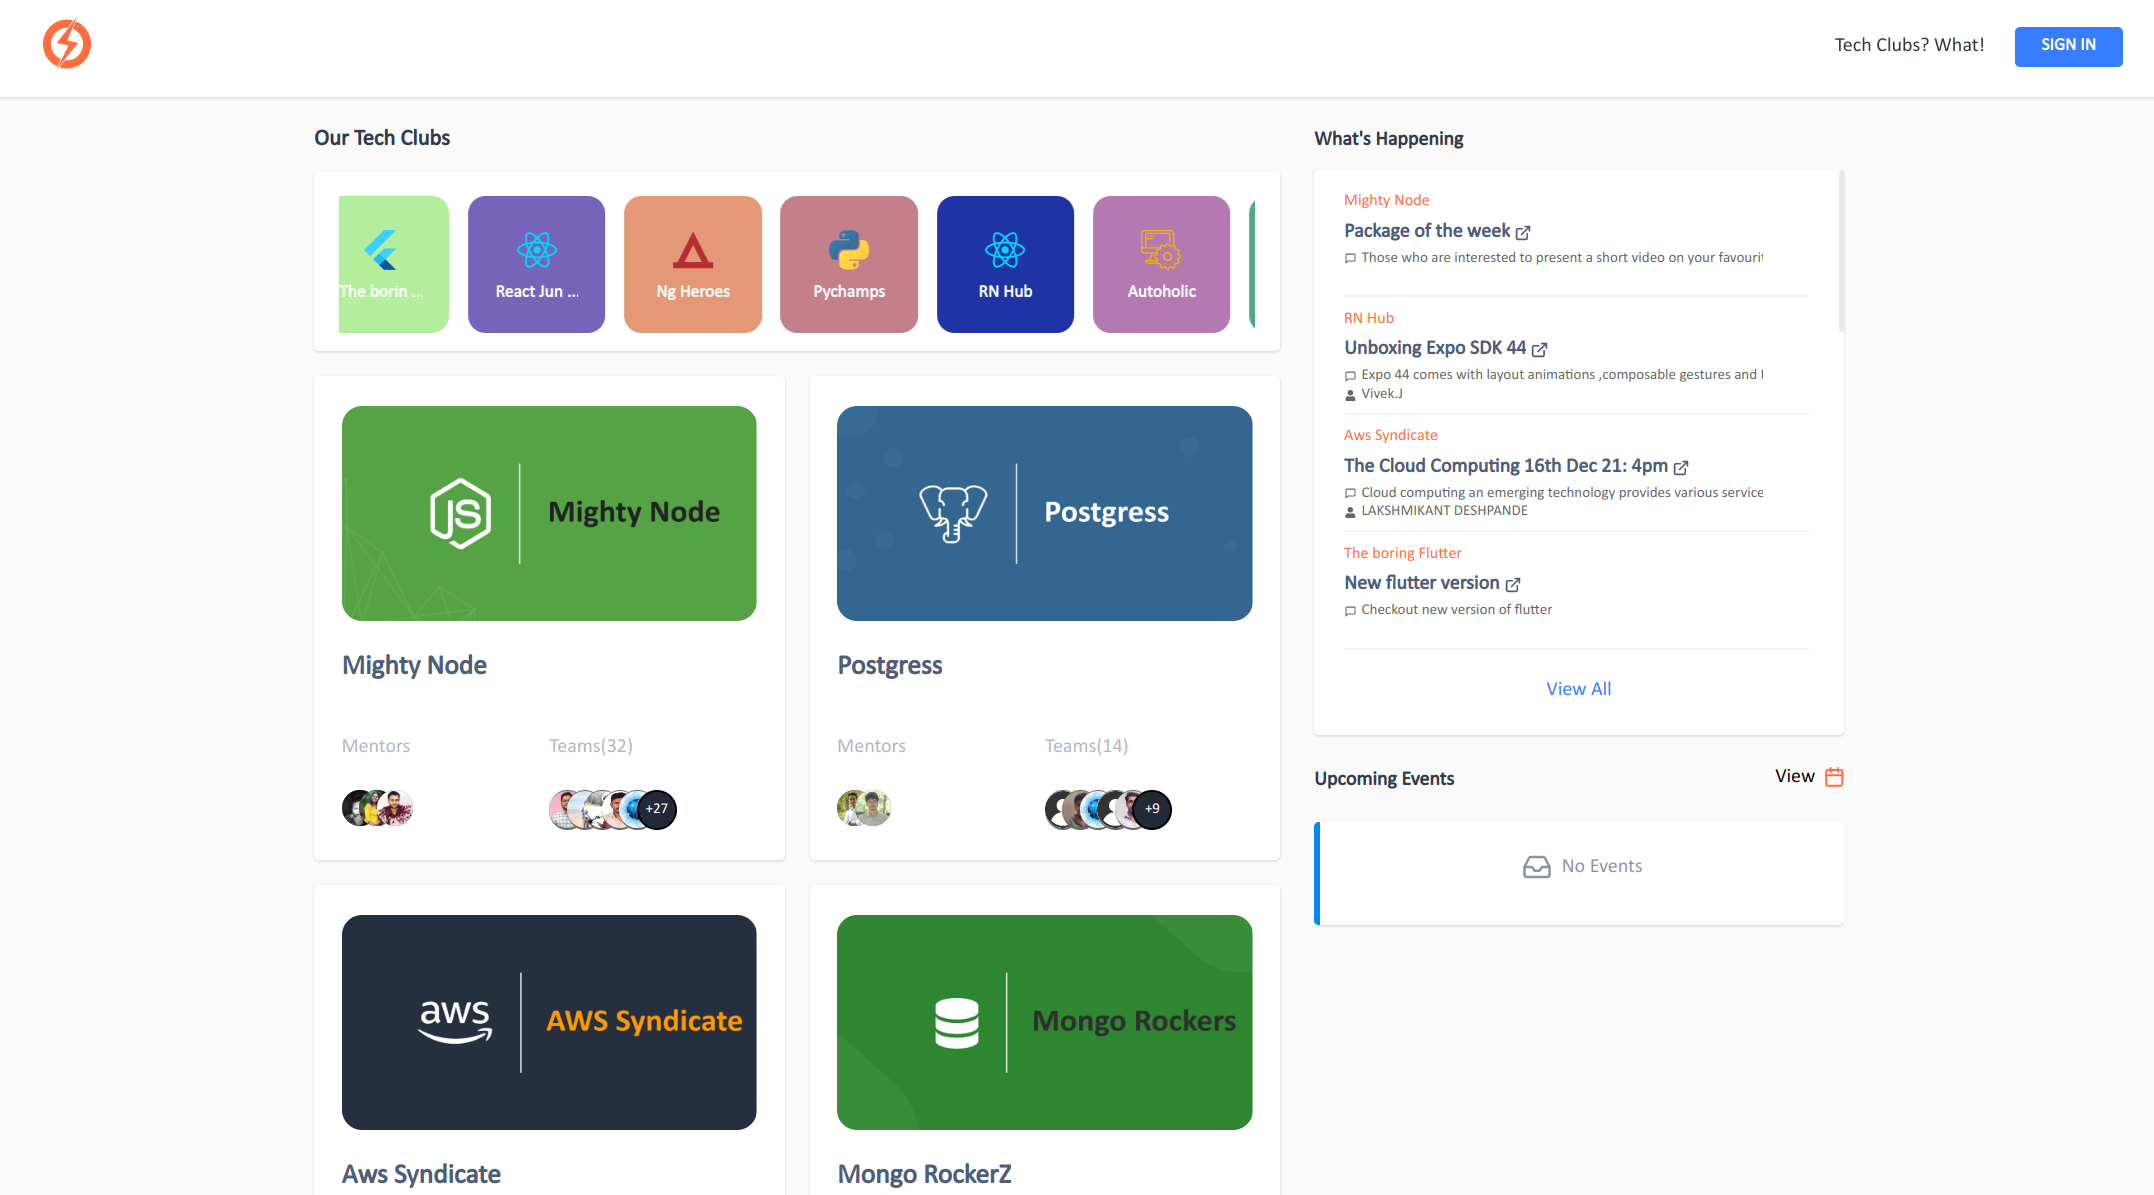 Tech Clubs? What!
SIGN IN
Our Tech Clubs
The borin ...
React Jun ...
Ng Heroes
Pychamps
RN Hub
Autoholic
JS
Mighty Node
Mighty Node
Mentors
Teams(32)
+27
Postgress
Postgress
Mentors
Teams(14)
+9
aws
AWS Syndicate
Aws Syndicate
Mongo Rockers
Mongo RockerZ
What's Happening
Mighty Node
Package of the week
Those who are interested to present a short video on your favouri
RN Hub
Unboxing Expo SDK 44
Expo 44 comes with layout animations ,composable gestures and
Vivek.J
Aws Syndicate
The Cloud Computing 16th Dec 21: 4pm
Cloud computing an emerging technology provides various service
LAKSHMIKANT DESHPANDE
The boring Flutter
New flutter version
Checkout new version of flutter
View All
Upcoming Events
View
No Events